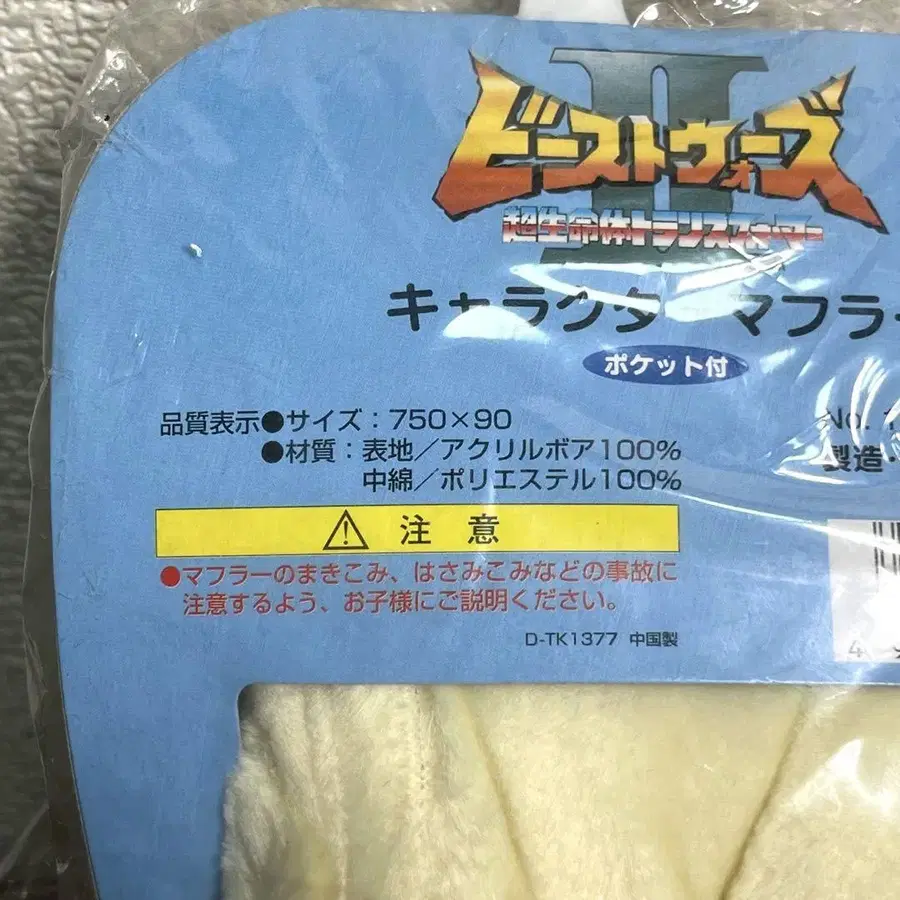 II
ビーストウォーズ
超生命体トランスフォーマー
キャラクターマフラー
ポケット付
品質表示●サイズ：750×90
●材質：表地／アクリルボア100%
中綿／ポリエステル100%
No. 1
製造・
注意
●マフラーのまきこみ、はさみこみなどの事故に
注意するよう、お子様にご説明ください。
D-TK1377 中国製
4